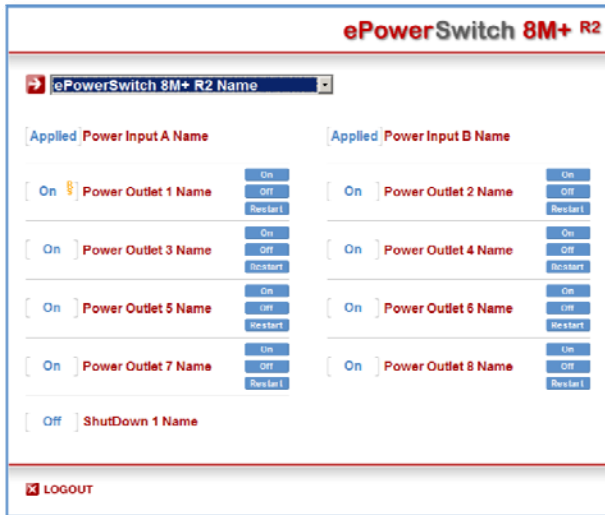 ePowerSwitch 8M+ R2
ePowerSwitch 8M+ R2 Name
Applied Power Input A Name
Applied Power Input B Name
On Power Outlet 1 Name
On
Off
Restart
On Power Outlet 2 Name
On
Off
Restart
On Power Outlet 3 Name
On
Off
Restart
On Power Outlet 4 Name
On
Off
Restart
On Power Outlet 5 Name
On
Off
Restart
On Power Outlet 6 Name
On
Off
Restart
On Power Outlet 7 Name
On
Off
Restart
On Power Outlet 8 Name
On
Off
Restart
Off ShutDown 1 Name
LOGOUT